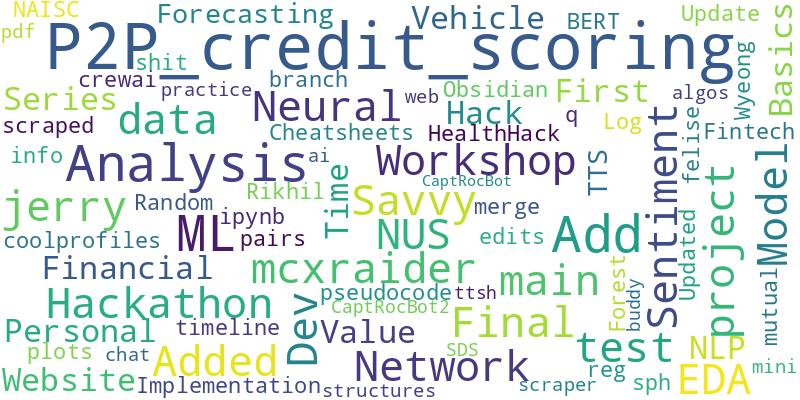 NAISC Forecasting Vehicle BERT Update
pdf P2P_credit_scoring
shit
crewai practice branch web Obsidian First algos Wyeong Basics
Series data Neural Hack q Log
scraped Cheatsheets HealthHack Fintech
info Analysis ai Workshop TTS Sentiment felise
Time CaptRocBot
jerry Random Rikhil Savvy merge
ipynb
coolprofiles ML pairs NUS edits Add project Model
Financial mcxraider main Updated
Hackathon Dev pseudocode ttsh Forest buddy mutual
CaptRocBot2
Personal timeline Value Final
plots chat Added SDS test NLP
Network reg mini
Website Implementation structures scraper sph EDA